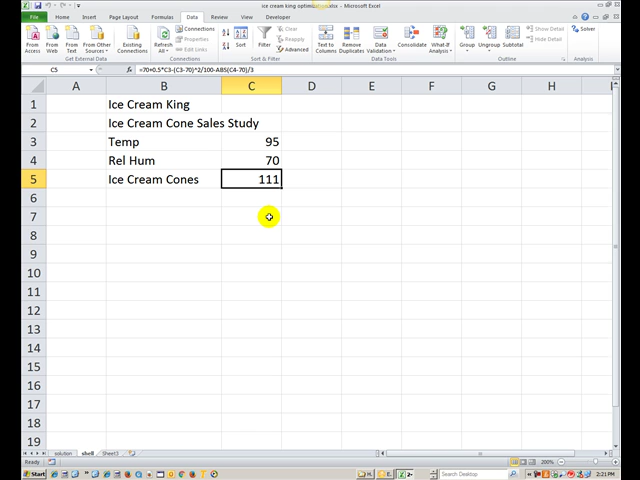 ice cream king optimization.xlsx - Microsoft Excel
File Home Insert Page Layout Formulas Data Review View Developer
From Access From Web From Text From Other Sources Existing Connections Refresh All Connections Properties Edit Links Sort Filter Clear Reapply Advanced Text to Columns Remove Duplicates Data Validation Consolidate What-If Analysis Group Ungroup Subtotal Show Detail Hide Detail Solver
Get External Data Connections Sort & Filter Data Tools Outline Analysis
C5 fx =70+0.5*C3-(C3-70)^2/100-ABS(C4-70)/3
A B C D E F G H
1 Ice Cream King
2 Ice Cream Cone Sales Study
3 Temp 95
4 Rel Hum 70
5 Ice Cream Cones 111
6
7
8
9
10
11
12
13
14
15
16
17
18
19
solution shell Sheet3
Ready 200%
Start Search Desktop 2:21 PM